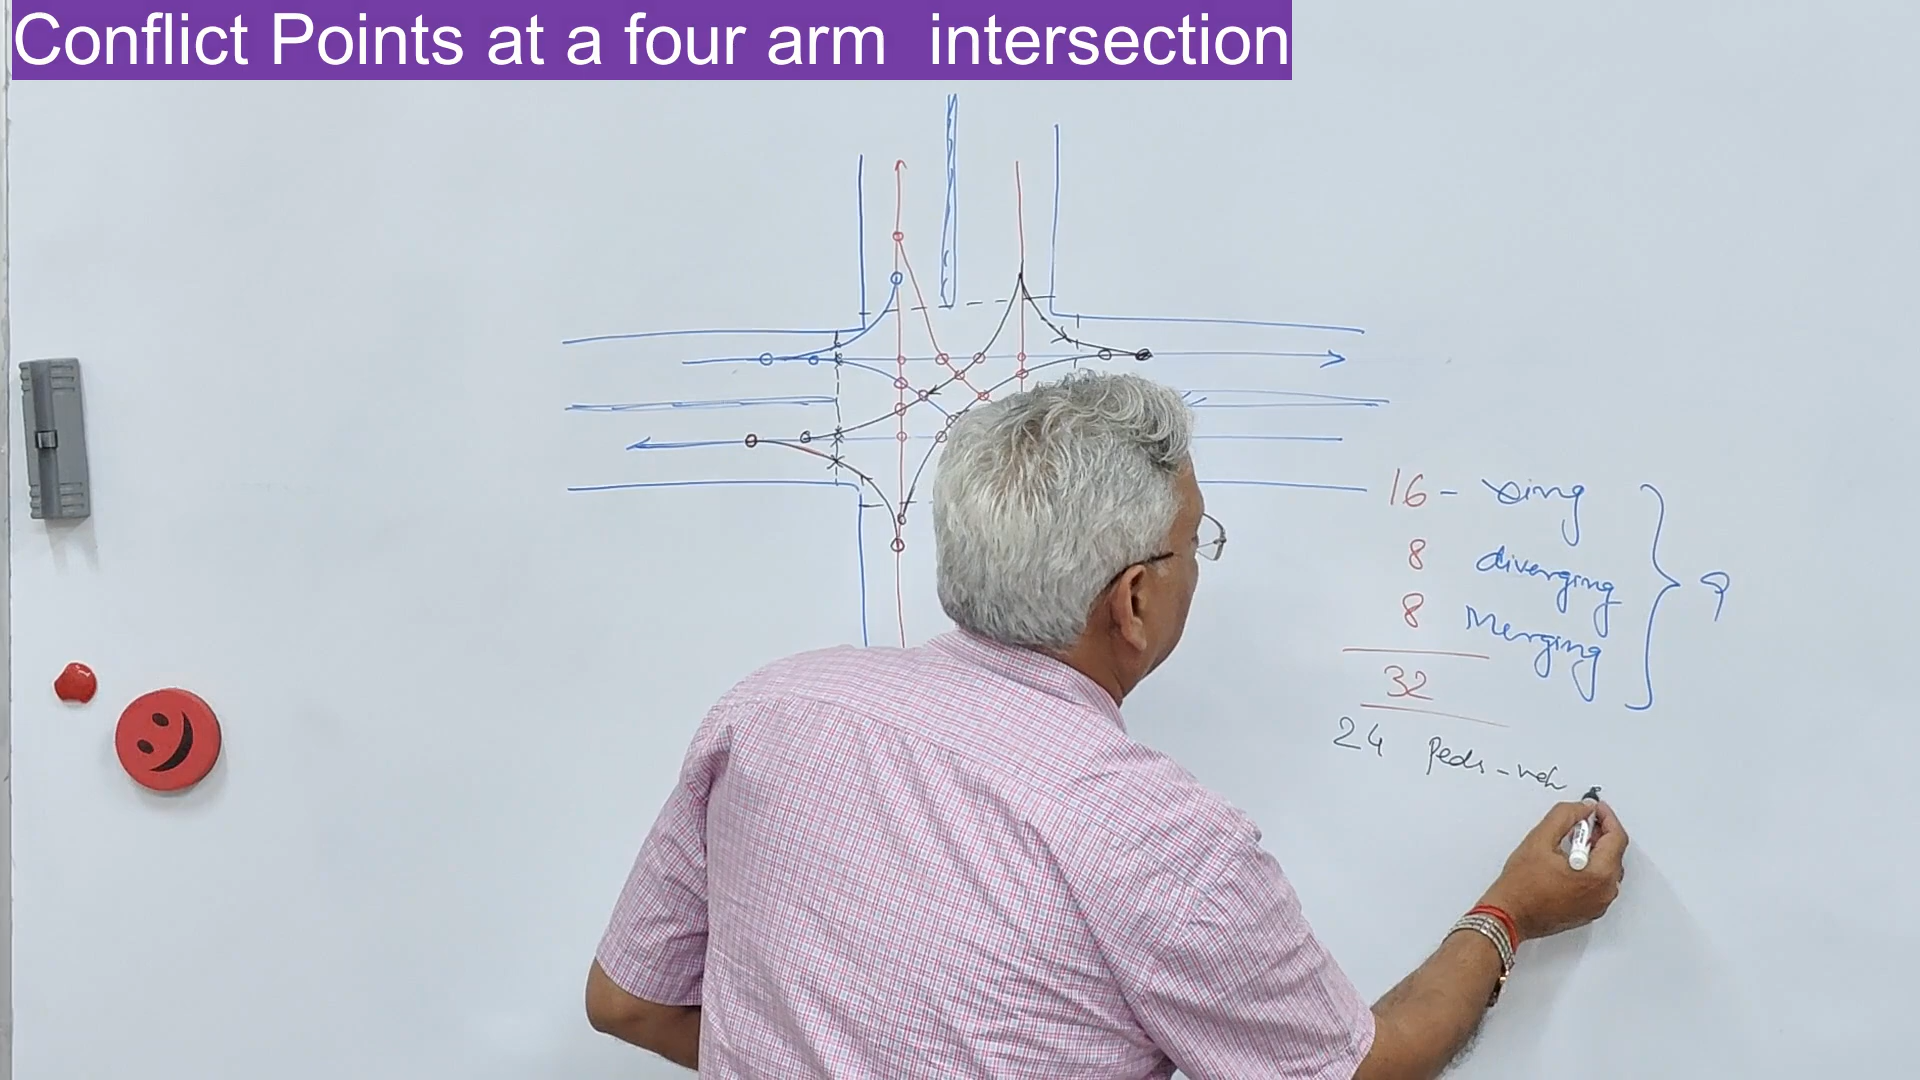 Conflict Points at a four arm intersection
16 - xing
8 diverging
8 Merging
32
24 Peds-veh